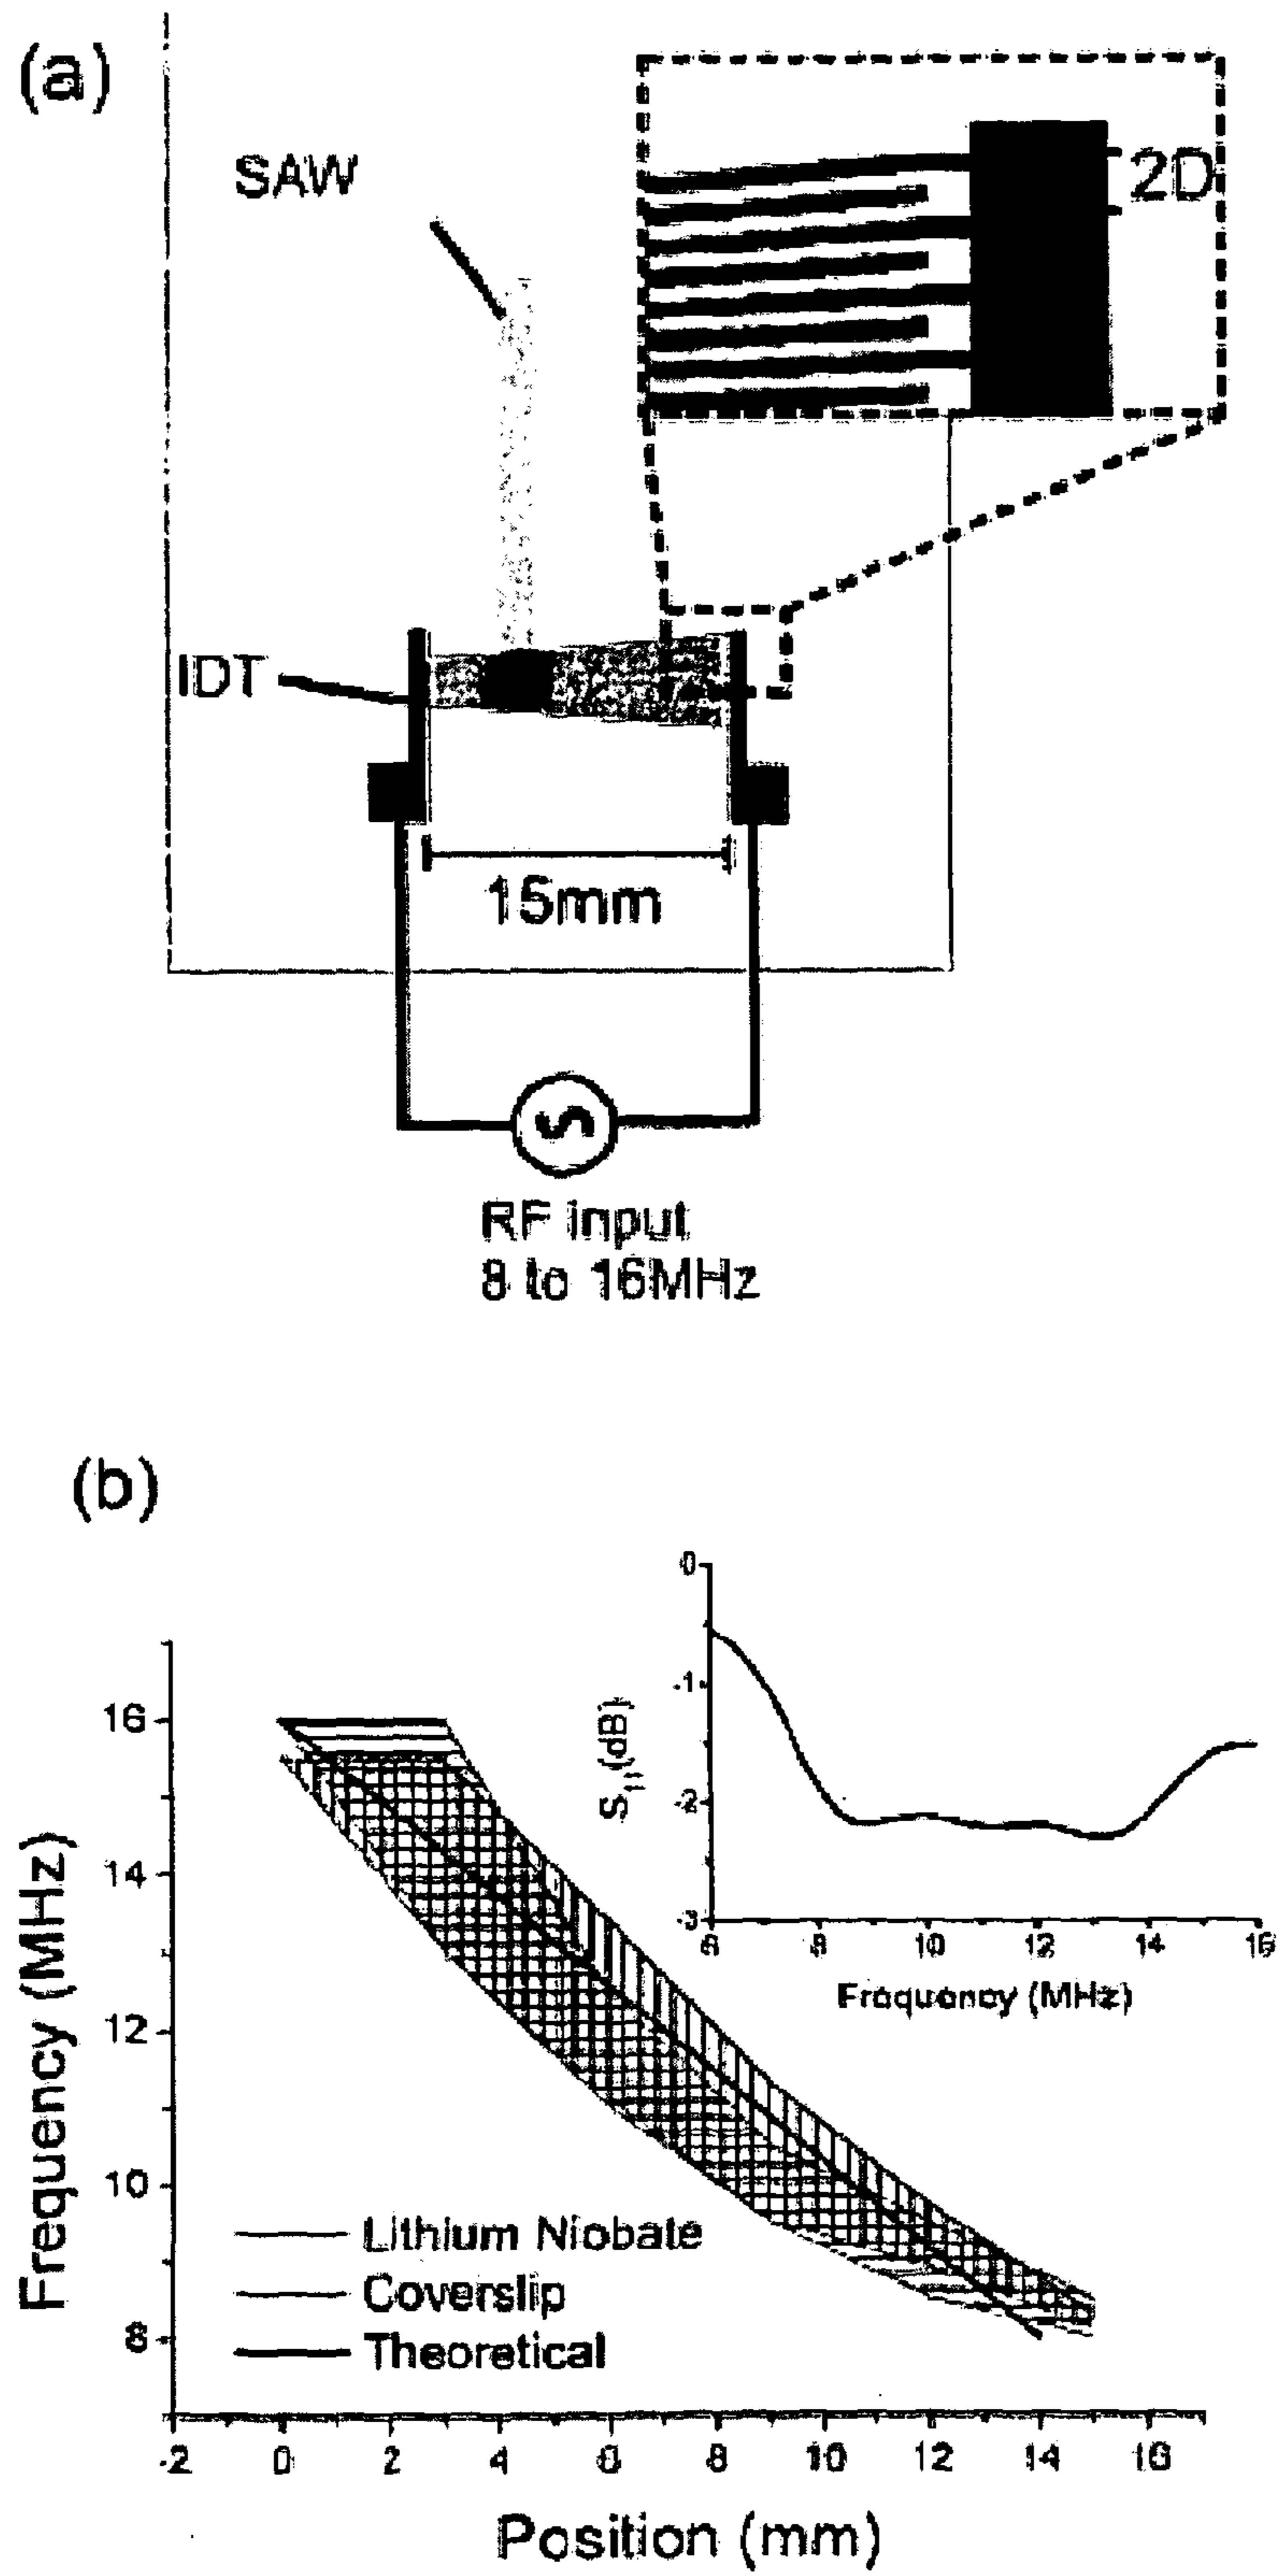 (a)
SAW
2D
IDT
15mm
RF input
8 to 16MHz
(b)
0
-1
-2
-3
S11(dB)
6 8 10 12 14 16
Frequency (MHz)
16
14
12
10
8
Frequency (MHz)
Lithium Niobate
Coverslip
Theoretical
-2 0 2 4 6 8 10 12 14 16
Position (mm)